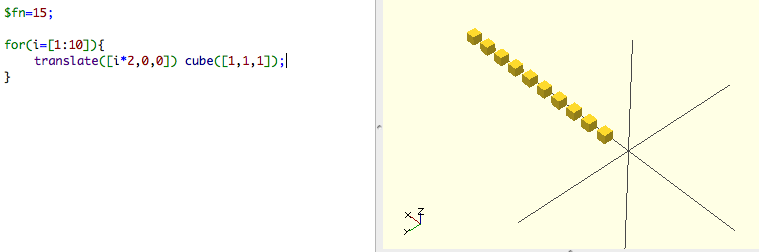 $fn=15;
for(i=[1:10]){
translate([i*2,0,0]) cube([1,1,1]);
}
Z
X
Y